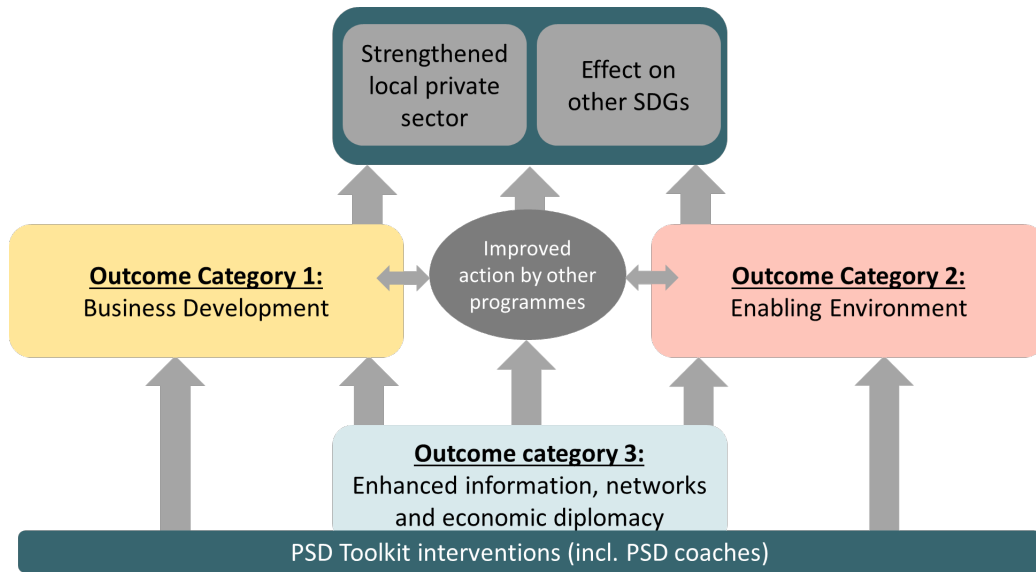 Strengthened
local private
sector
Effect on
other SDGs
Outcome Category 1:
Business Development
Improved
action by other
programmes
Outcome Category 2:
Enabling Environment
Outcome category 3:
Enhanced information, networks
and economic diplomacy
PSD Toolkit interventions (incl. PSD coaches)